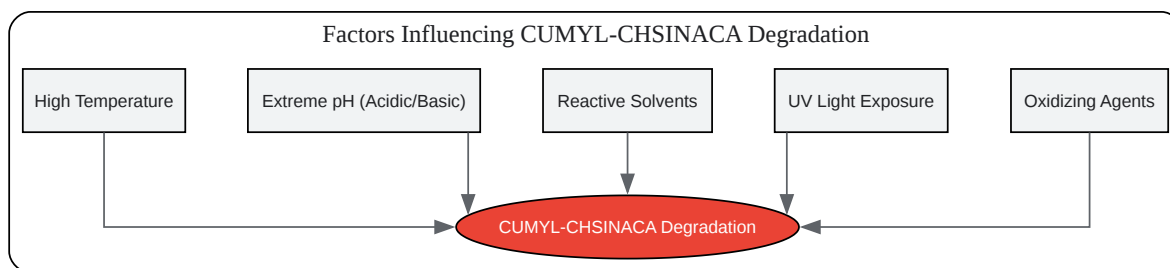 Factors Influencing CUMYL-CHSINACA Degradation
High Temperature
Extreme pH (Acidic/Basic)
Reactive Solvents
UV Light Exposure
Oxidizing Agents
CUMYL-CHSINACA Degradation